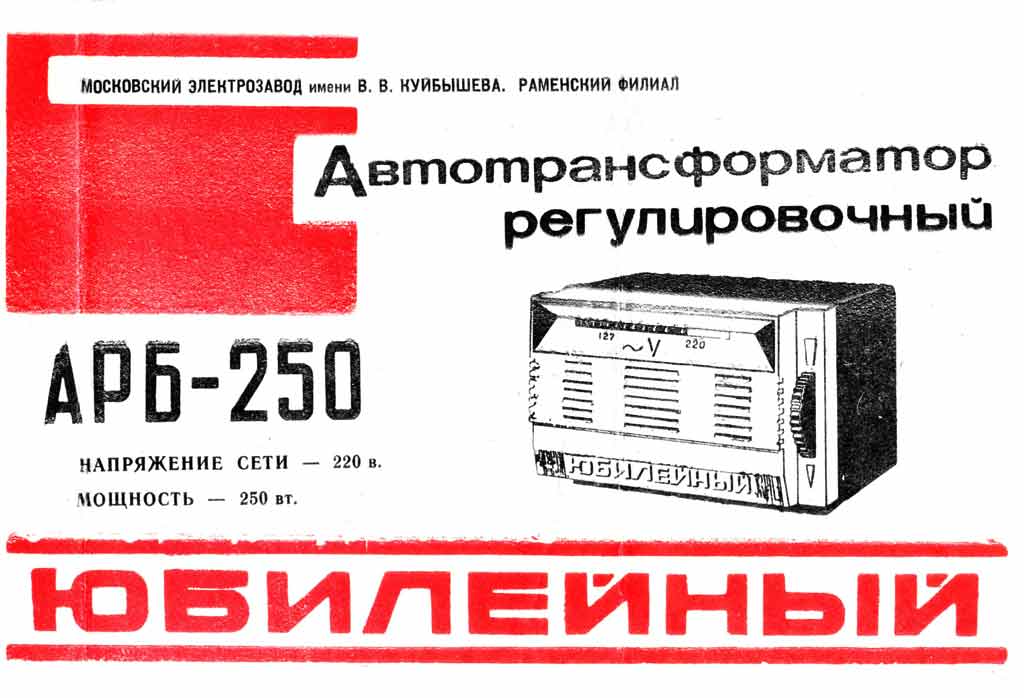 МОСКОВСКИЙ ЭЛЕКТРОЗАВОД имени В. В. КУЙБЫШЕВА. РАМЕНСКИЙ ФИЛИАЛ
Автотрансформатор
регулировочный
127 220
~V
ЮБИЛЕЙНЫЙ
АРБ-250
НАПРЯЖЕНИЕ СЕТИ — 220 в.
МОЩНОСТЬ — 250 вт.
ЮБИЛЕЙНЫЙ